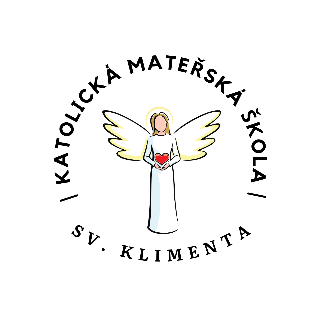 | KATOLICKÁ MATEŘSKÁ ŠKOLA |
SV. KLIMENTA